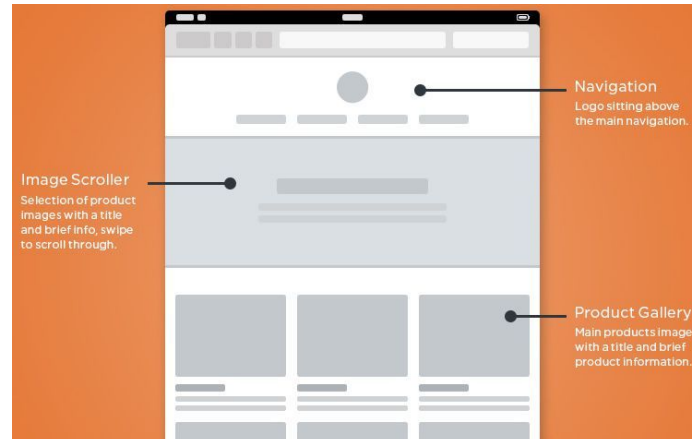 Navigation
Logo sitting above
the main navigation.
Image Scroller
Selection of product
images with a title
and brief info, swipe
to scroll through.
Product Gallery
Main products image
with a title and brief
product information.